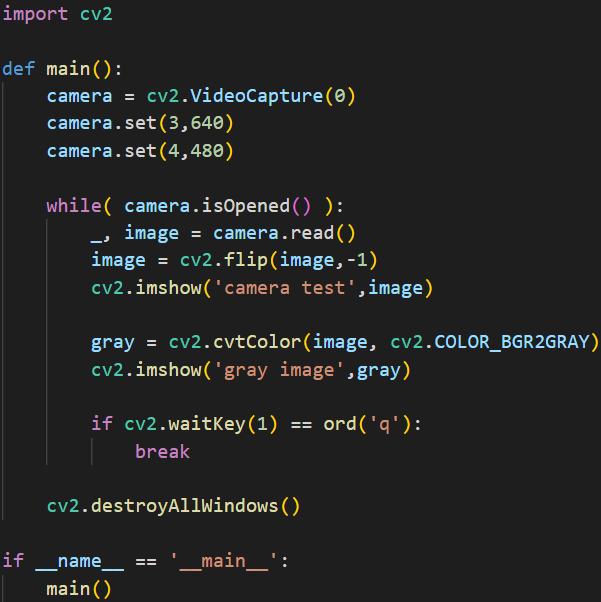 import cv2
def main():
    camera = cv2.VideoCapture(0)
    camera.set(3,640)
    camera.set(4,480)
    while( camera.isOpened() ):
        _, image = camera.read()
        image = cv2.flip(image,-1)
        cv2.imshow('camera test',image)
        gray = cv2.cvtColor(image, cv2.COLOR_BGR2GRAY)
        cv2.imshow('gray image',gray)
        if cv2.waitKey(1) == ord('q'):
            break
    cv2.destroyAllWindows()
if __name__ == '__main__':
    main()